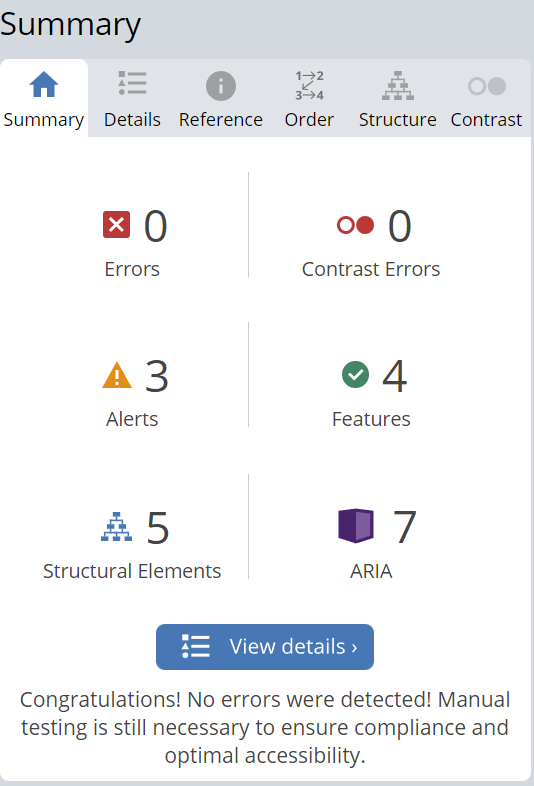 Summary
Summary Details Reference Order Structure Contrast
1→2
3→4
0 0
Errors Contrast Errors
3 4
Alerts Features
5 7
Structural Elements ARIA
View details ›
Congratulations! No errors were detected! Manual
testing is still necessary to ensure compliance and
optimal accessibility.